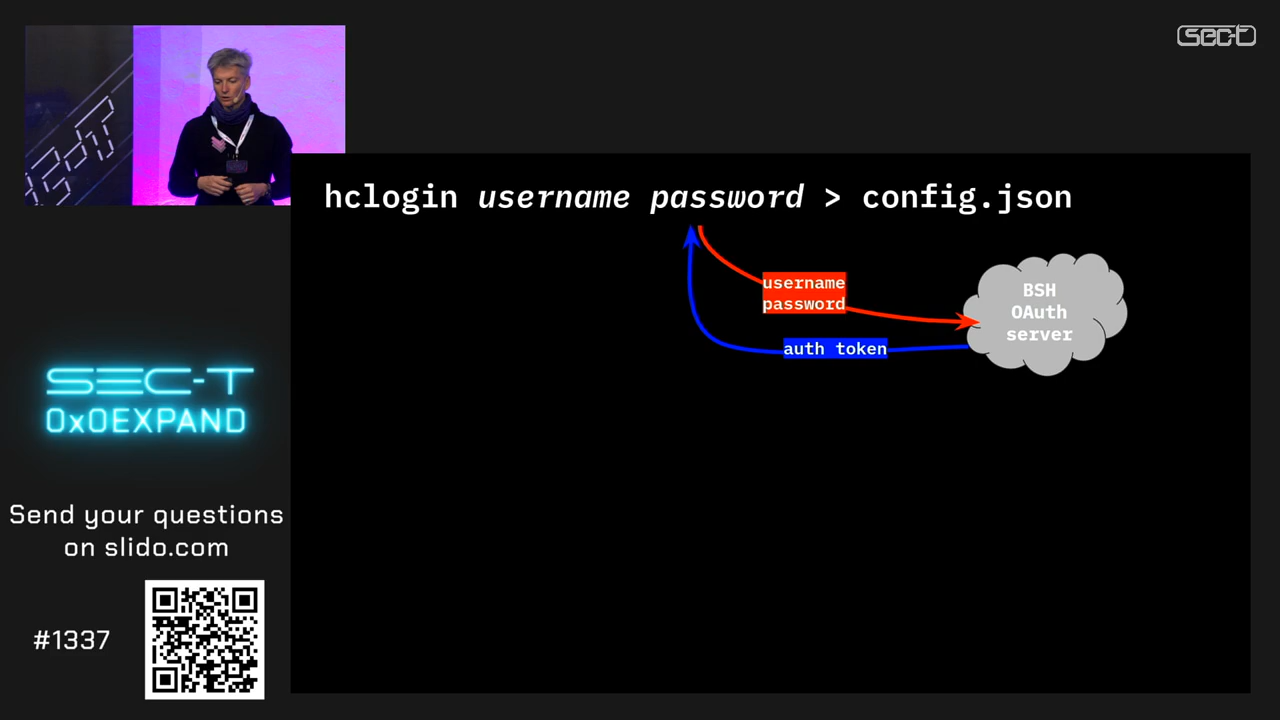 sec-t
hclogin username password > config.json
username
password
BSH
OAuth
server
auth token
SEC-T
0x0EXPAND
Send your questions
on slido.com
#1337